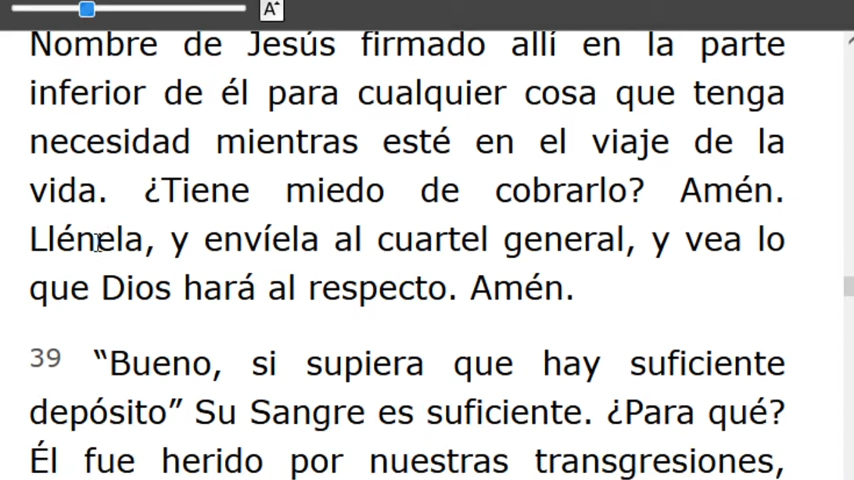 A
Nombre de Jesús firmado allí en la parte
inferior de él para cualquier cosa que tenga
necesidad mientras esté en el viaje de la
vida. ¿Tiene miedo de cobrarlo? Amén.
Llénela, y envíela al cuartel general, y vea lo
que Dios hará al respecto. Amén.
39 “Bueno, si supiera que hay suficiente
depósito” Su Sangre es suficiente. ¿Para qué?
Él fue herido por nuestras transgresiones,